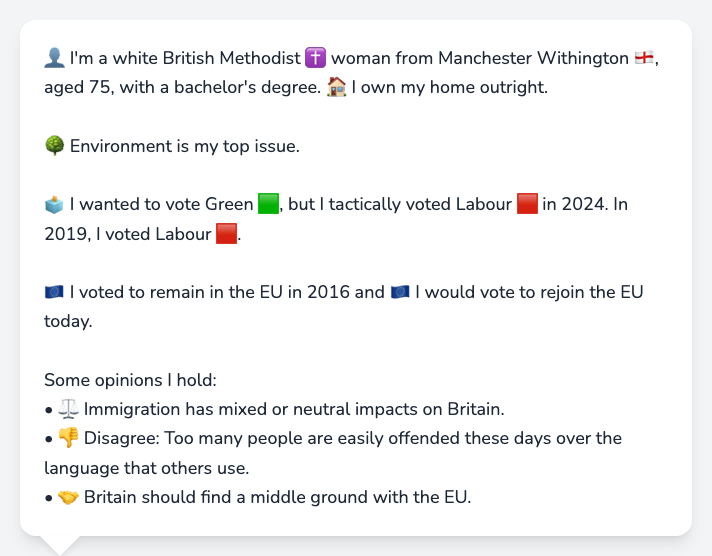 👤 I'm a white British Methodist ✝️ woman from Manchester Withington 🏴󠁧󠁢󠁥󠁮󠁧󠁿,
aged 75, with a bachelor's degree. 🏠 I own my home outright.
🌳 Environment is my top issue.
🗳️ I wanted to vote Green 🟩, but I tactically voted Labour 🟥 in 2024. In
2019, I voted Labour 🟥.
🇪🇺 I voted to remain in the EU in 2016 and 🇪🇺 I would vote to rejoin the EU
today.
Some opinions I hold:
• ⚖️ Immigration has mixed or neutral impacts on Britain.
• 👎 Disagree: Too many people are easily offended these days over the
language that others use.
• 🤝 Britain should find a middle ground with the EU.